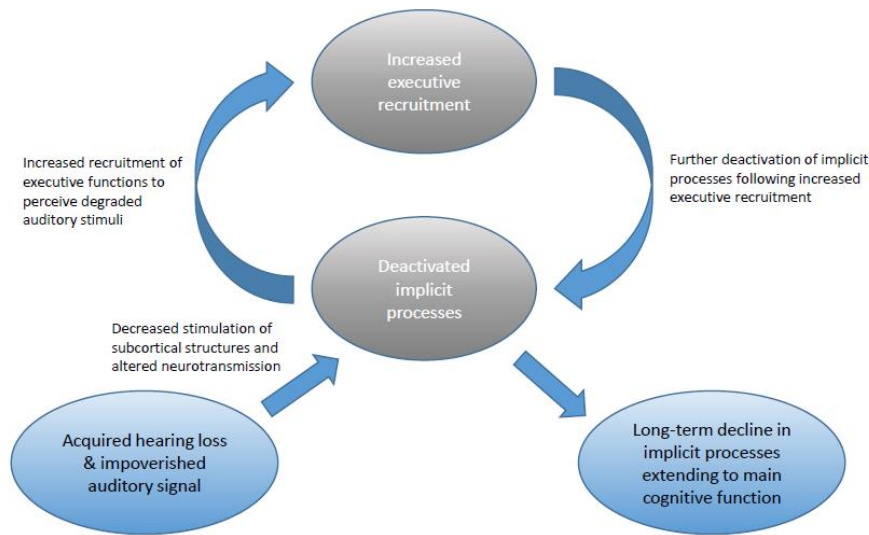 Increased
executive
recruitment
Increased recruitment of
executive functions to
perceive degraded
auditory stimuli
Further deactivation of implicit
processes following increased
executive recruitment
Deactivated
implicit
processes
Decreased stimulation of
subcortical structures and
altered neurotransmission
Acquired hearing loss
& impoverished
auditory signal
Long-term decline in
implicit processes
extending to main
cognitive function